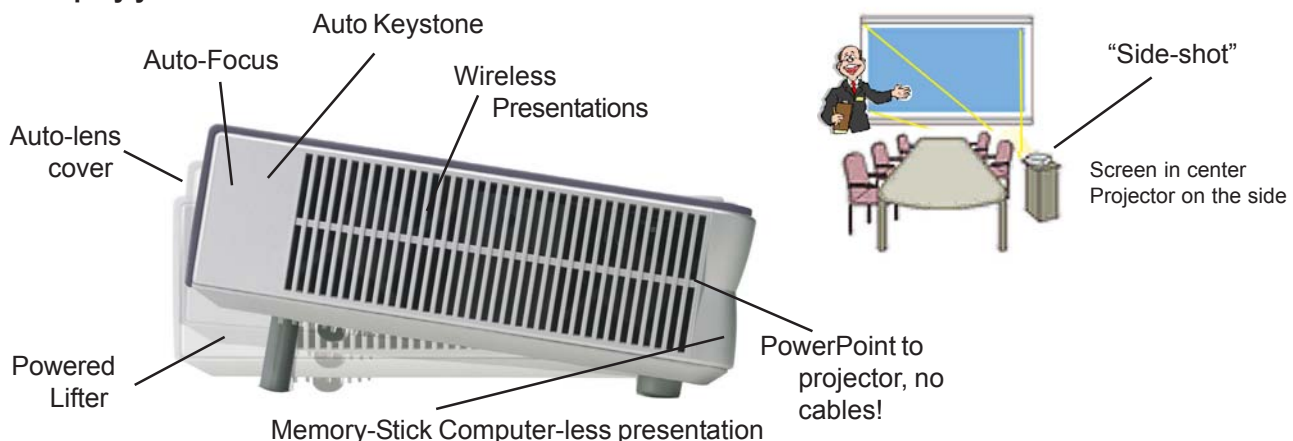 Auto Keystone
Auto-Focus
Wireless
Presentations
Auto-lens
cover
Powered
Lifter
Memory-Stick Computer-less presentation
PowerPoint to
projector, no
cables!
“Side-shot”
Screen in center
Projector on the side